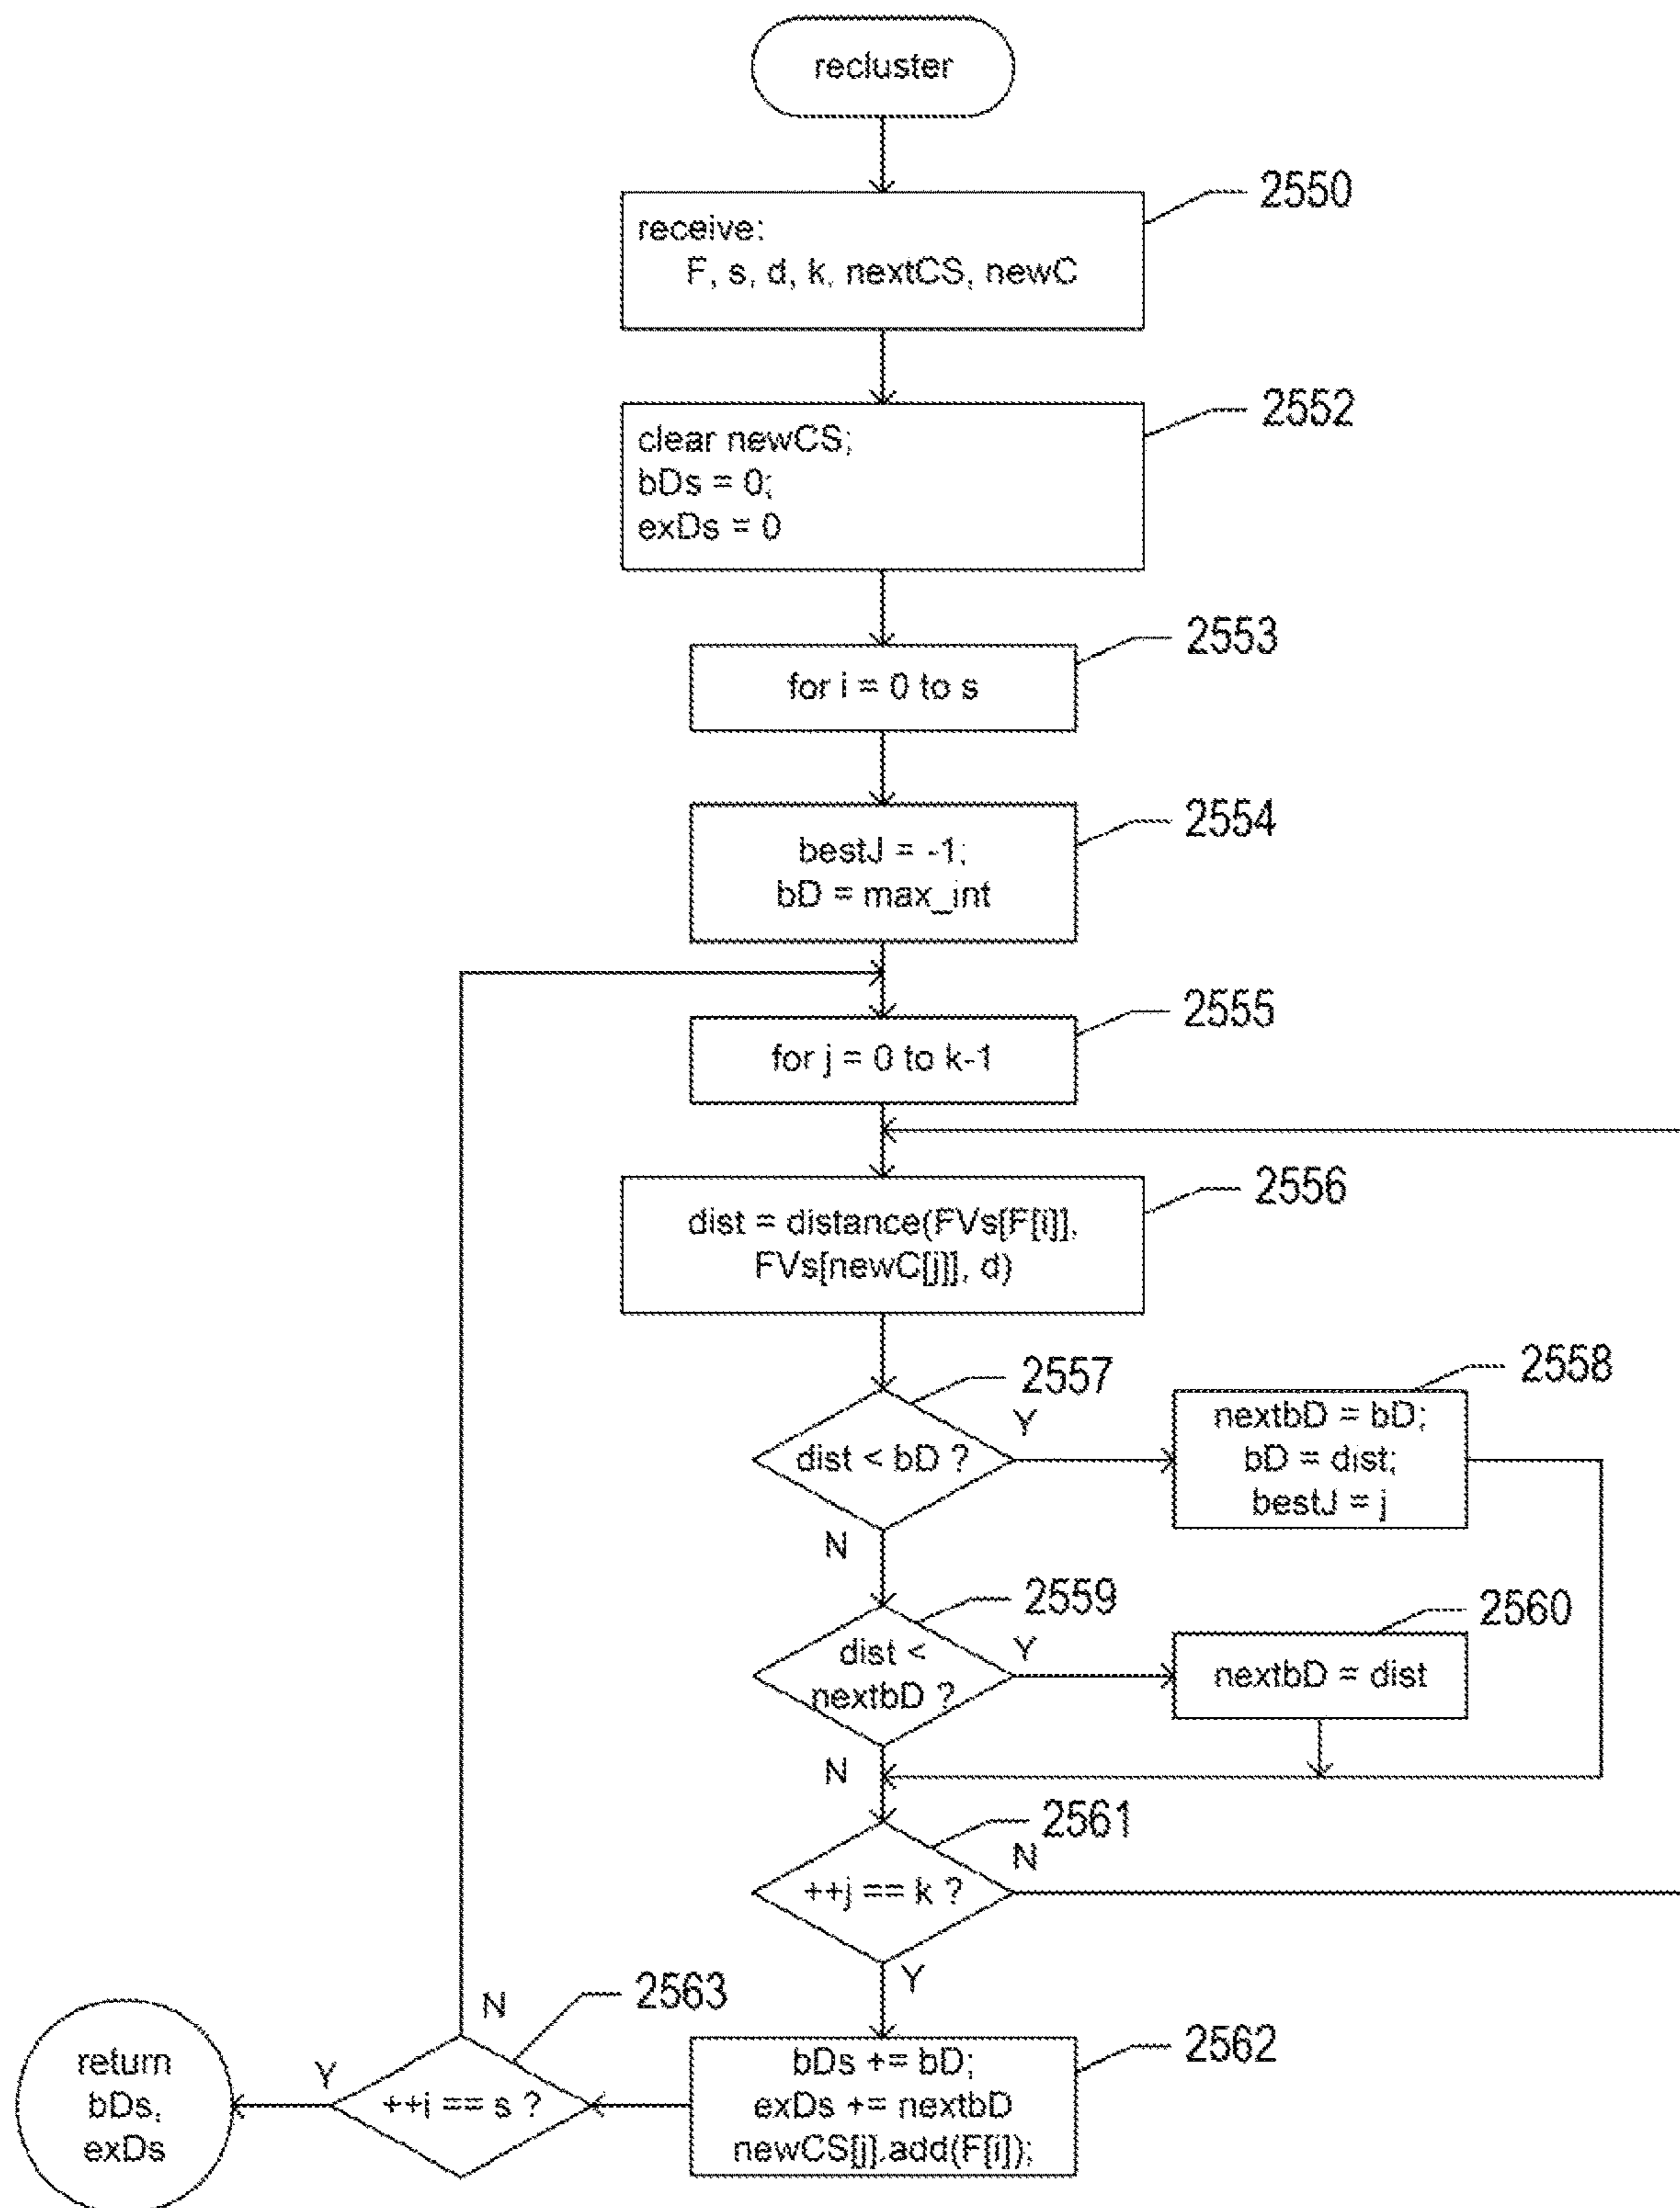 recluster
2550
receive:
F, s, d, k, nextCS, newC
2552
clear newCS;
bDs = 0;
exDs = 0
2553
for i = 0 to s
2554
bestJ = -1;
bD = max_int
2555
for j = 0 to k-1
2556
dist = distance(FVs[F[i]],
FVs[newC[j]], d)
2557
dist < bD ?
Y
N
2558
nextbD = bD;
bD = dist;
bestJ = j
2559
dist <
nextbD ?
Y
N
2560
nextbD = dist
2561
++j == k ?
N
Y
2562
bDs += bD;
exDs += nextbD
newCS[j].add(F[i]);
2563
++i == s ?
N
Y
return
bDs,
exDs